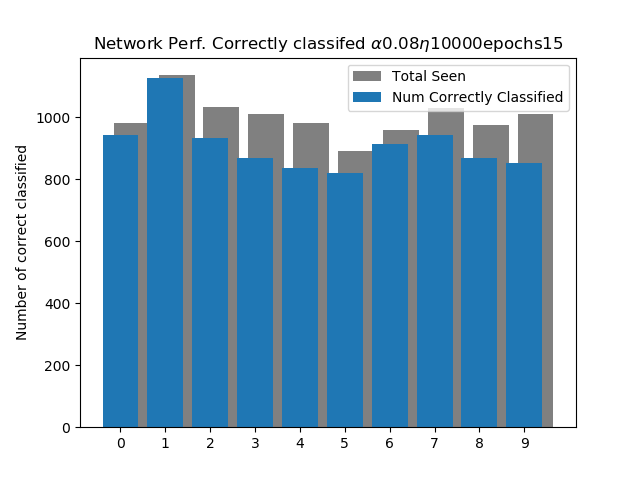 Network Perf. Correctly classifed α0.08η10000epochs15
Total Seen
Num Correctly Classified
Number of correct classified
1000
800
600
400
200
0
0 1 2 3 4 5 6 7 8 9